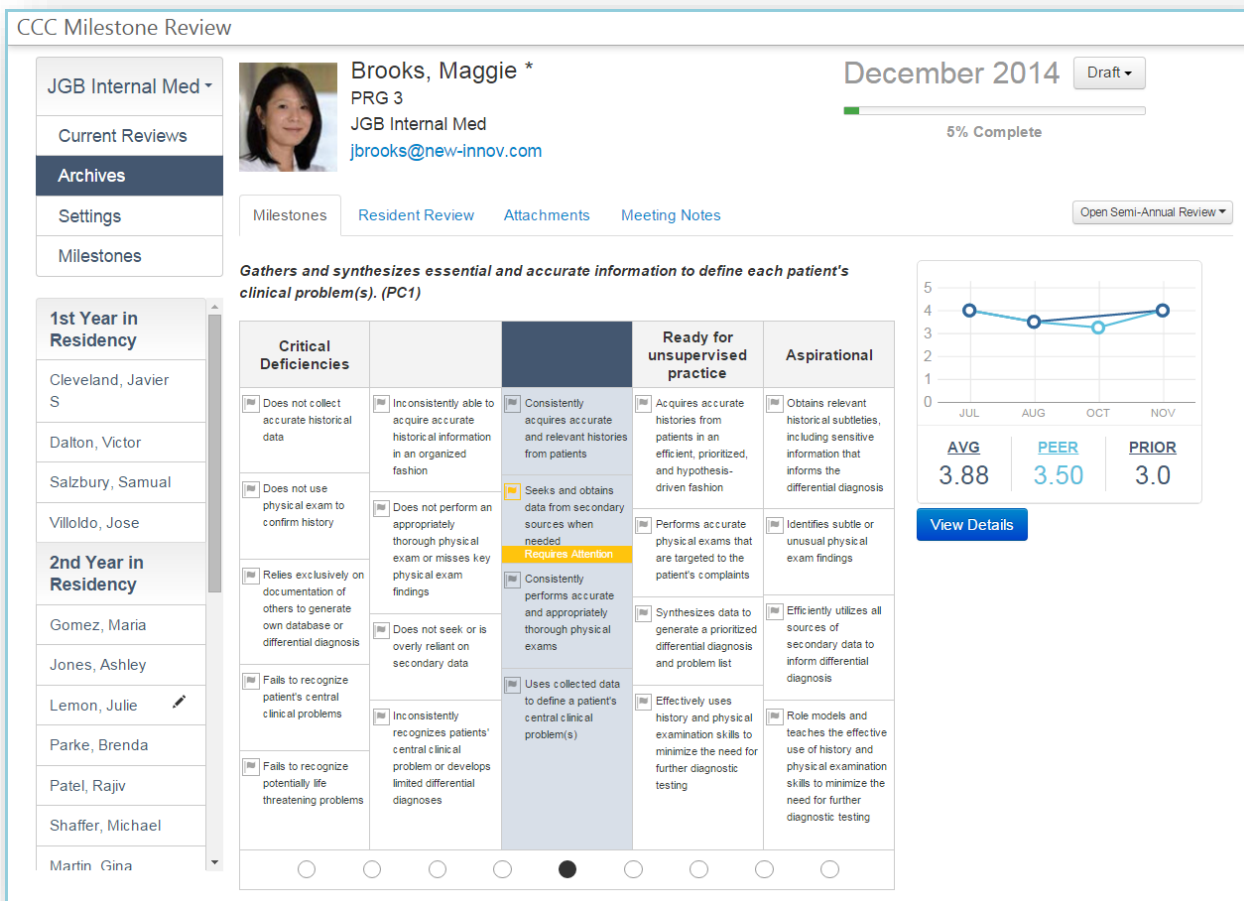 CCC Milestone Review
JGB Internal Med
Current Reviews
Archives
Settings
Milestones
1st Year in
Residency
Cleveland, Javier
S
Dalton, Victor
Salzbury, Samual
Villoldo, Jose
2nd Year in
Residency
Gomez, Maria
Jones, Ashley
Lemon, Julie
Parke, Brenda
Patel, Rajiv
Shaffer, Michael
Martin, Gina
Brooks, Maggie *
PRG 3
JGB Internal Med
jbrooks@new-innov.com
December 2014
Draft
5% Complete
Milestones
Resident Review
Attachments
Meeting Notes
Open Semi-Annual Review
Gathers and synthesizes essential and accurate information to define each patient's
clinical problem(s). (PC1)
Critical
Deficiencies
Does not collect
accurate historical
data
Does not use
physical exam to
confirm history
Relies exclusively on
documentation of
others to generate
own database or
differential diagnosis
Fails to recognize
patient's central
clinical problems
Fails to recognize
potentially life
threatening problems
Inconsistently able to
acquire accurate
historical information
in an organized
fashion
Does not perform an
appropriately
thorough physical
exam or misses key
physical exam
findings
Does not seek or is
overly reliant on
secondary data
Inconsistently
recognizes patients'
central clinical
problem or develops
limited differential
diagnoses
Consistently
acquires accurate
and relevant histories
from patients
Seeks and obtains
data from secondary
sources when
needed
Requires Attention
Consistently
performs accurate
and appropriately
thorough physical
exams
Uses collected data
to define a patient's
central clinical
problem(s)
Ready for
unsupervised
practice
Acquires accurate
histories from
patients in an
efficient, prioritized,
and hypothesis-
driven fashion
Performs accurate
physical exams that
are targeted to the
patient's complaints
Synthesizes data to
generate a prioritized
differential diagnosis
and problem list
Effectively uses
history and physical
examination skills to
minimize the need for
further diagnostic
testing
Aspirational
Obtains relevant
historical subtleties,
including sensitive
information that
informs the
differential diagnosis
Identifies subtle or
unusual physical
exam findings
Efficiently utilizes all
sources of
secondary data to
inform differential
diagnosis
Role models and
teaches the effective
use of history and
physical examination
skills to minimize the
need for further
diagnostic testing
5
4
3
2
1
0
JUL AUG OCT NOV
AVG PEER PRIOR
3.88 3.50 3.0
View Details